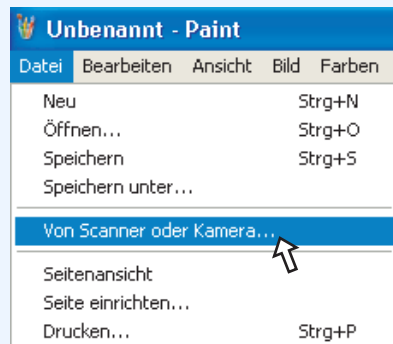 Unbenannt - Paint
Datei Bearbeiten Ansicht Bild Farben
Neu Strg+N
Öffnen... Strg+O
Speichern Strg+S
Speichern unter...
Von Scanner oder Kamera...
Seitenansicht
Seite einrichten...
Drucken... Strg+P